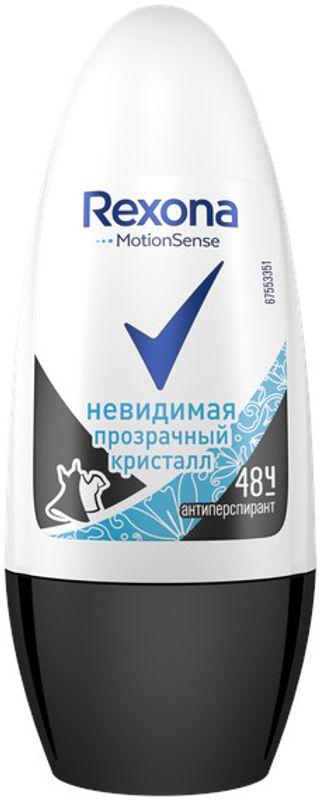 Rexona
MotionSense
67553351
невидимая
прозрачный
кристалл
48ч
антиперспирант